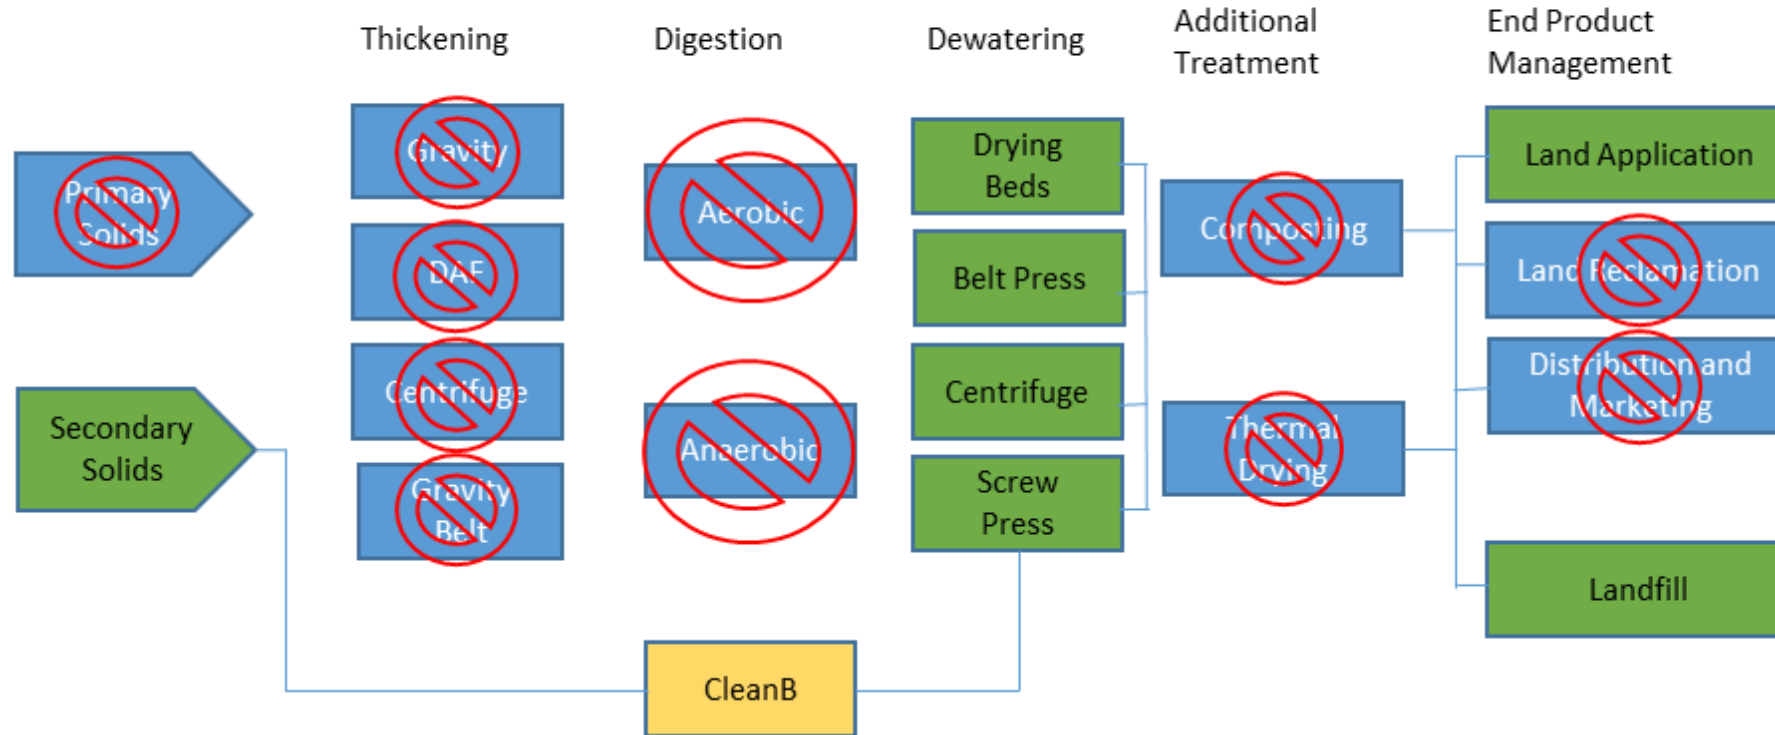 Thickening
Digestion
Dewatering
Additional
Treatment
End Product
Management
Primary
Solids
Secondary
Solids
Gravity
DAF
Centrifuge
Gravity
Belt
Aerobic
Anaerobic
CleanB
Drying
Beds
Belt Press
Centrifuge
Screw
Press
Composting
Thermal
Drying
Land Application
Land Reclamation
Distribution and
Marketing
Landfill